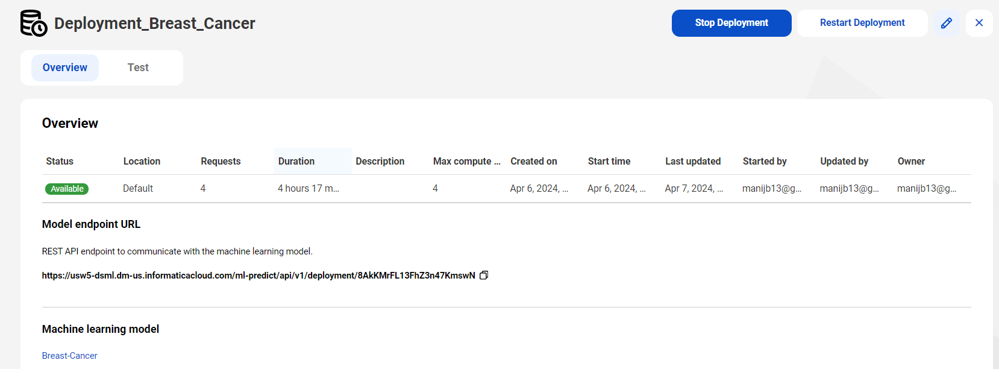 Deployment_Breast_Cancer
Stop Deployment
Restart Deployment
Overview
Test
Overview
Status Location Requests Duration Description Max compute ... Created on Start time Last updated Started by Updated by Owner
Available Default 4 4 hours 17 m... 4 Apr 6, 2024, ... Apr 6, 2024, ... Apr 7, 2024, ... manijb13@g... manijb13@g... manijb13@g...
Model endpoint URL
REST API endpoint to communicate with the machine learning model.
https://usw5-dsml.dm-us.informaticacloud.com/ml-predict/api/v1/deployment/8AkKMrFL13FhZ3n47KmswN
Machine learning model
Breast-Cancer